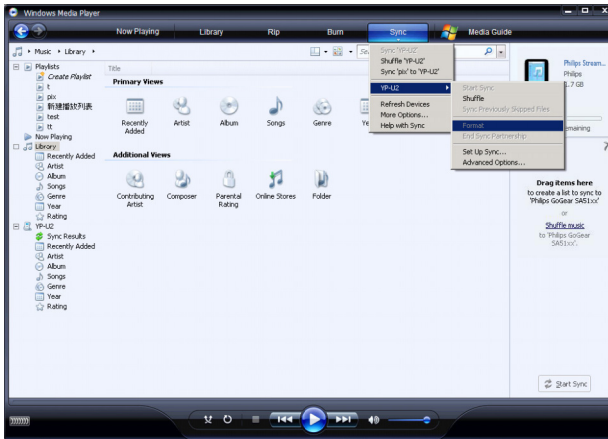 Windows Media Player
Now Playing Library Rip Burn Sync Media Guide
Music Library
Sync 'YP-U2'
Shuffle 'YP-U2'
Sync 'pix' to 'YP-U2'
YP-U2
Refresh Devices
More Options...
Help with Sync
Start Sync
Shuffle
Sync Previously Skipped Files
Format
End Sync Partnership
Set Up Sync...
Advanced Options...
Playlists
Create Playlist
t
pix
新建播放列表
test
tt
Now Playing
Library
Recently Added
Artist
Album
Songs
Genre
Year
Rating
YP-U2
Sync Results
Recently Added
Artist
Album
Songs
Genre
Year
Rating
Title
Primary Views
Recently Added
Artist
Album
Songs
Genre
Additional Views
Contributing Artist
Composer
Parental Rating
Online Stores
Folder
Philips Stream...
Philips
1.7 GB
remaining
Drag items here
to create a list to sync to
'Philips GoGear SA51xx'
or
Shuffle music
to 'Philips GoGear
SA51xx'.
Start Sync